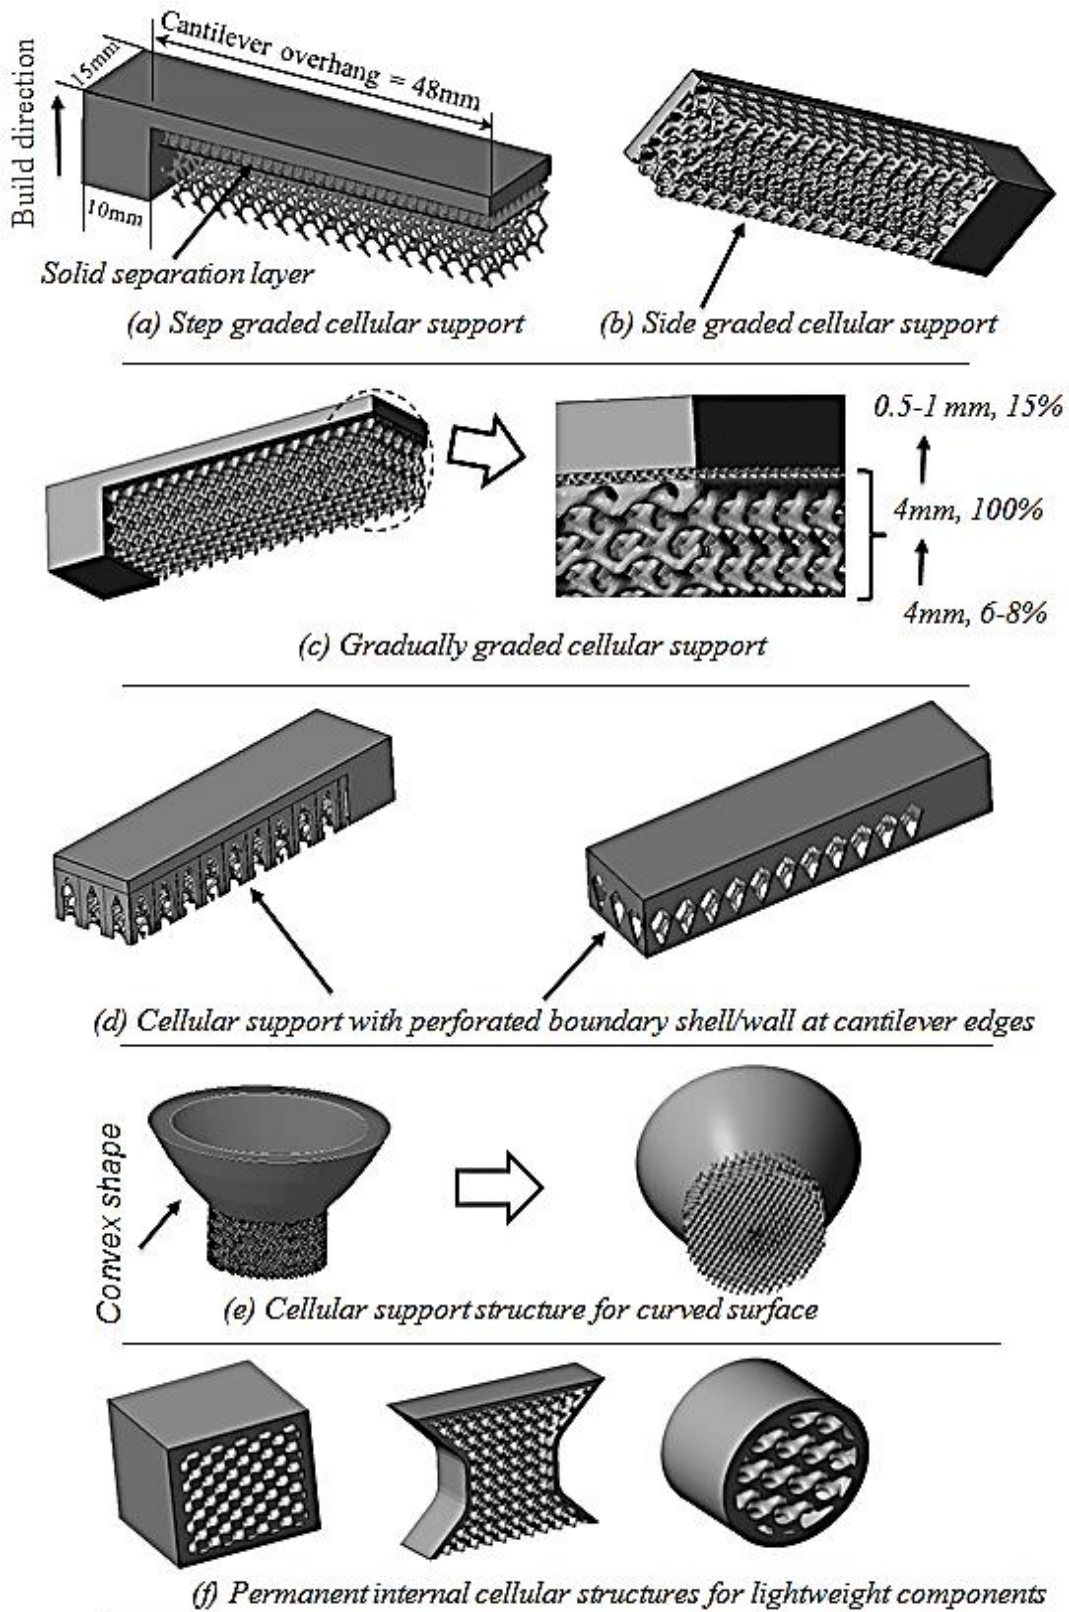 Cantilever overhang = 48mm
15mm
Build direction
10mm
Solid separation layer
(a) Step graded cellular support
(b) Side graded cellular support
0.5-1 mm, 15%
4mm, 100%
4mm, 6-8%
(c) Gradually graded cellular support
(d) Cellular support with perforated boundary shell/wall at cantilever edges
Convex shape
(e) Cellular support structure for curved surface
(f) Permanent internal cellular structures for lightweight components